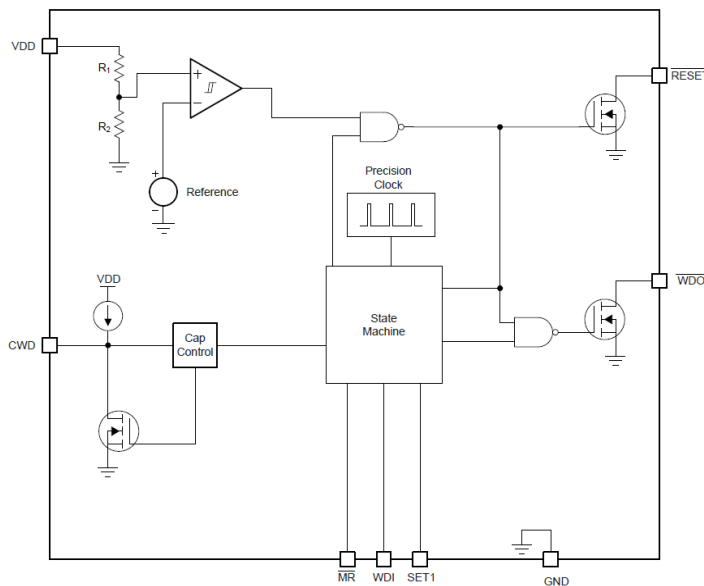 VDD
R1
R2
+
−
+
−
Reference
RESET
Precision
Clock
WDO
VDD
CWD
Cap
Control
State
Machine
MR
WDI
SET1
GND